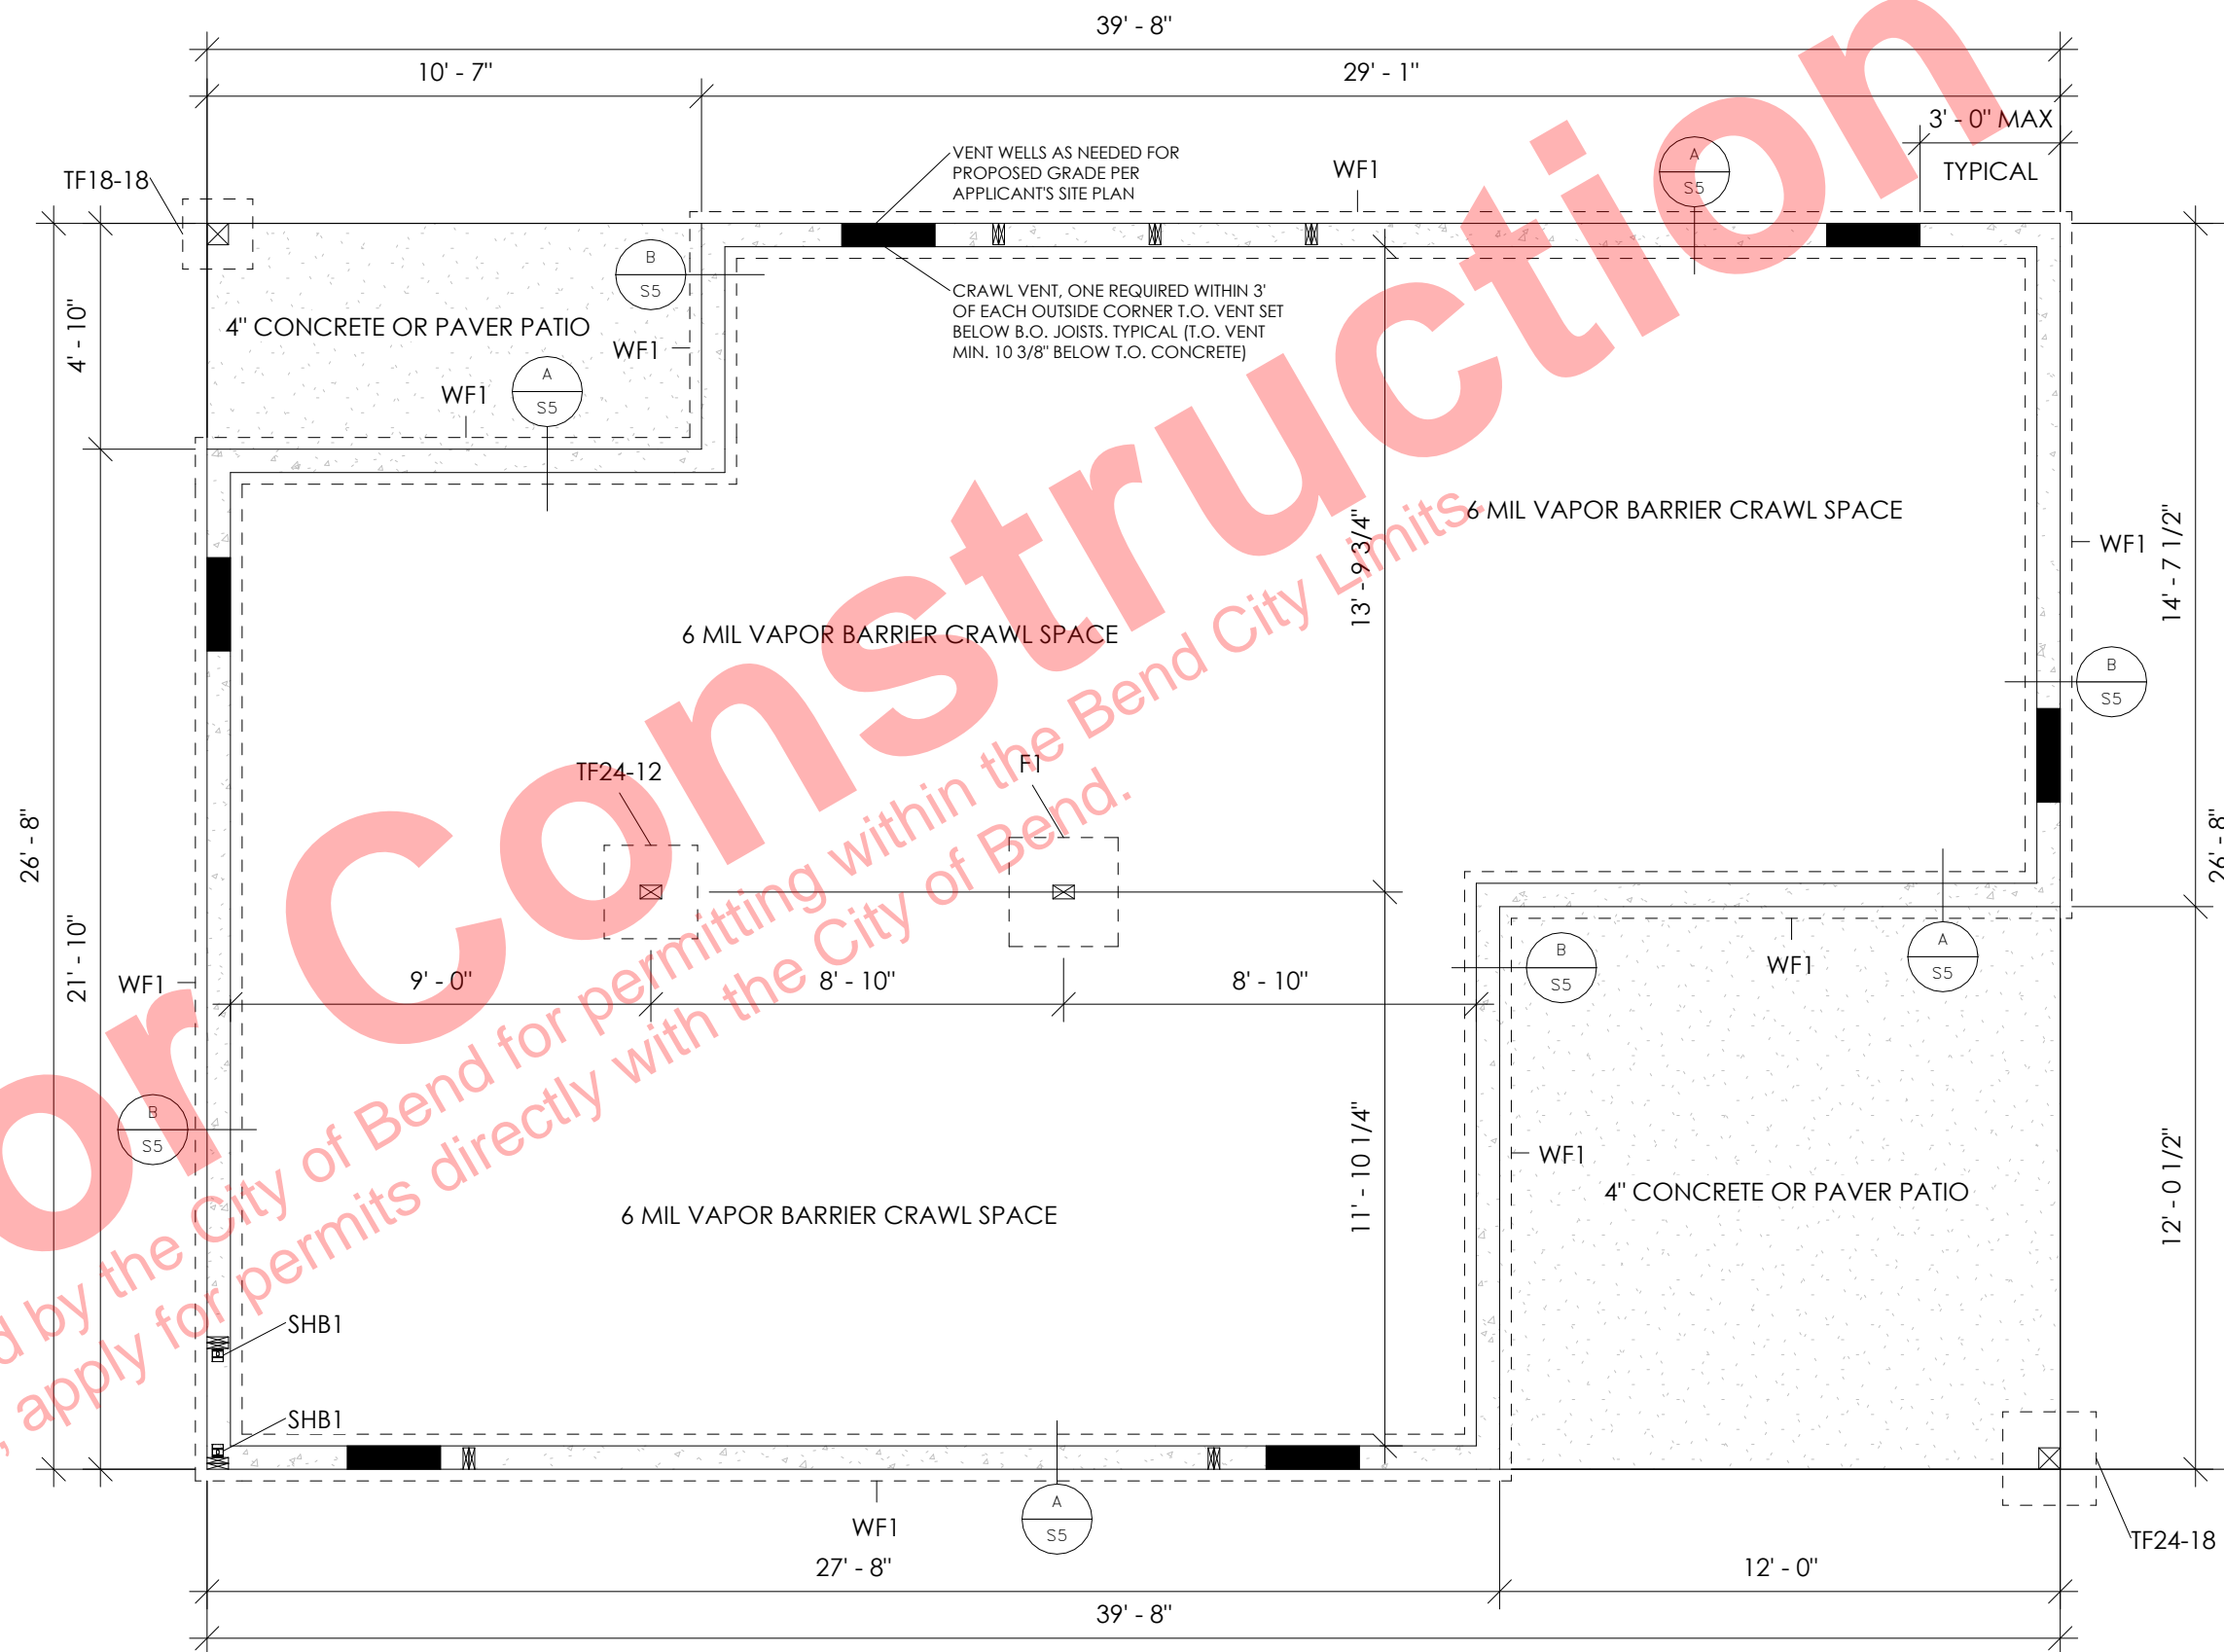 39' - 8"
10' - 7"
29' - 1"
3' - 0" MAX
TYPICAL
VENT WELLS AS NEEDED FOR
PROPOSED GRADE PER
APPLICANT'S SITE PLAN
WF1
A
S5
TF18-18
B
S5
CRAWL VENT, ONE REQUIRED WITHIN 3'
OF EACH OUTSIDE CORNER T.O. VENT SET
BELOW B.O. JOISTS. TYPICAL (T.O. VENT
MIN. 10 3/8" BELOW T.O. CONCRETE)
4" CONCRETE OR PAVER PATIO
4' - 10"
WF1
WF1
A
S5
6 MIL VAPOR BARRIER CRAWL SPACE
13' - 9 3/4"
14' - 7 1/2"
WF1
6 MIL VAPOR BARRIER CRAWL SPACE
B
S5
TF24-12
F1
26' - 8"
26' - 8"
21' - 10"
WF1
9' - 0"
8' - 10"
8' - 10"
B
S5
WF1
A
S5
B
S5
11' - 10 1/4"
WF1
12' - 0 1/2"
4" CONCRETE OR PAVER PATIO
6 MIL VAPOR BARRIER CRAWL SPACE
SHB1
SHB1
WF1
A
S5
TF24-18
27' - 8"
12' - 0"
39' - 8"
or Construction
by the City of Bend for permitting within the Bend City Limits.
, apply for permits directly with the City of Bend.